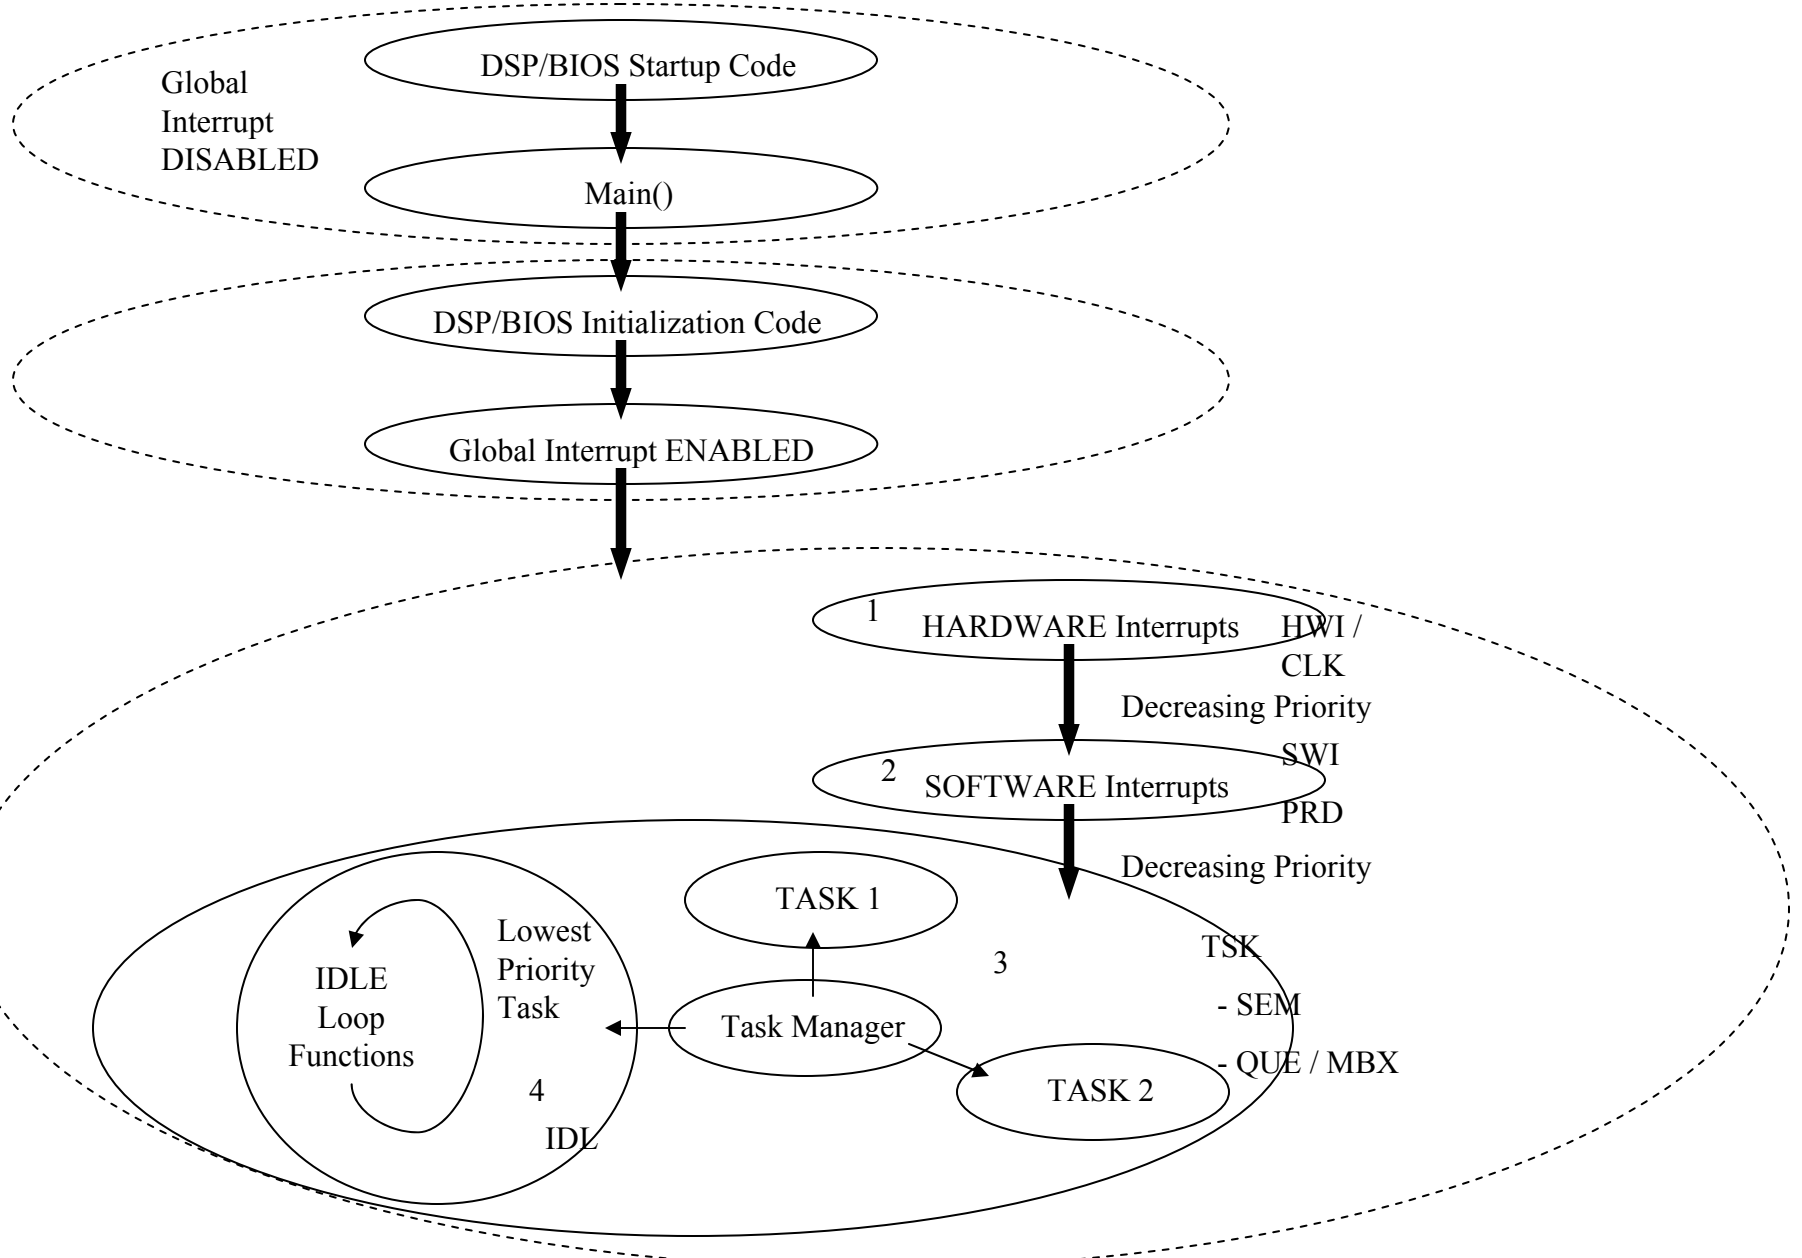 DSP/BIOS Startup Code
Global
Interrupt
DISABLED
Main()
DSP/BIOS Initialization Code
Global Interrupt ENABLED
1
HARDWARE Interrupts
HWI /
CLK
Decreasing Priority
2
SOFTWARE Interrupts
SWI
PRD
Decreasing Priority
TASK 1
Lowest
Priority
Task
IDLE
Loop
Functions
4
IDL
Task Manager
3
TSK
- SEM
- QUE / MBX
TASK 2